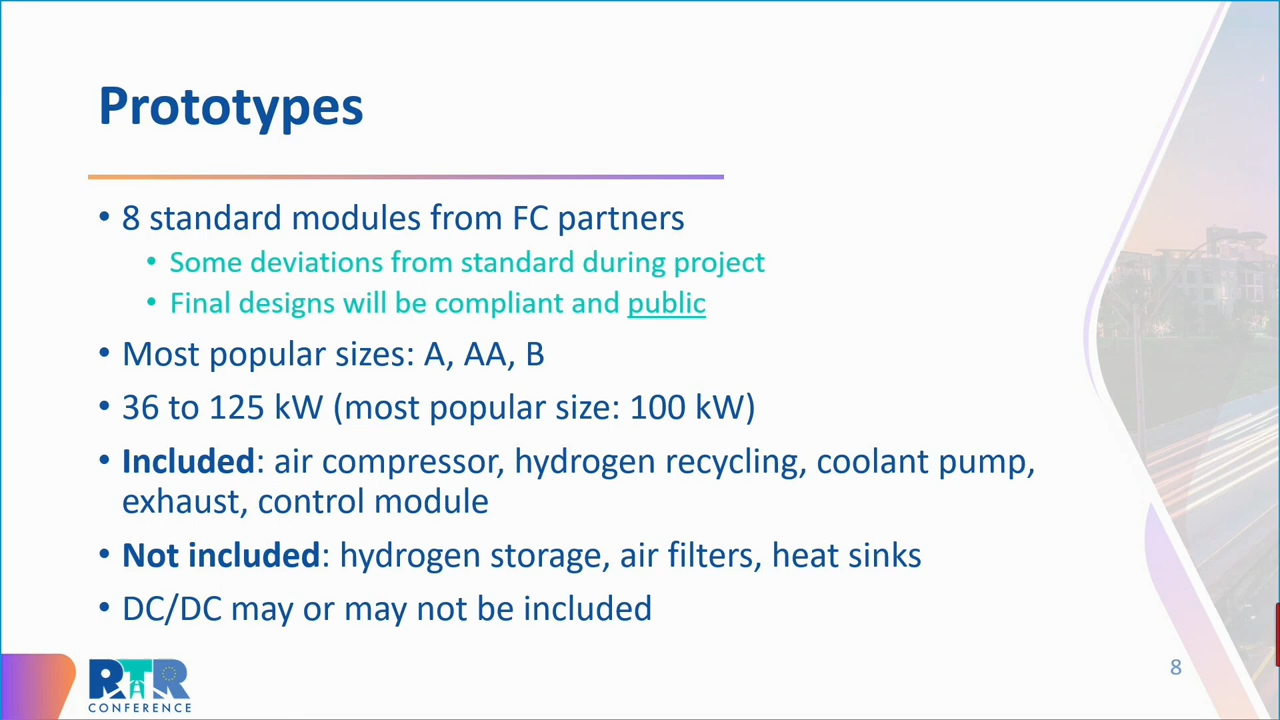 Prototypes
• 8 standard modules from FC partners
• Some deviations from standard during project
• Final designs will be compliant and public
• Most popular sizes: A, AA, B
• 36 to 125 kW (most popular size: 100 kW)
• Included: air compressor, hydrogen recycling, coolant pump,
exhaust, control module
• Not included: hydrogen storage, air filters, heat sinks
• DC/DC may or may not be included
RTR
CONFERENCE
8